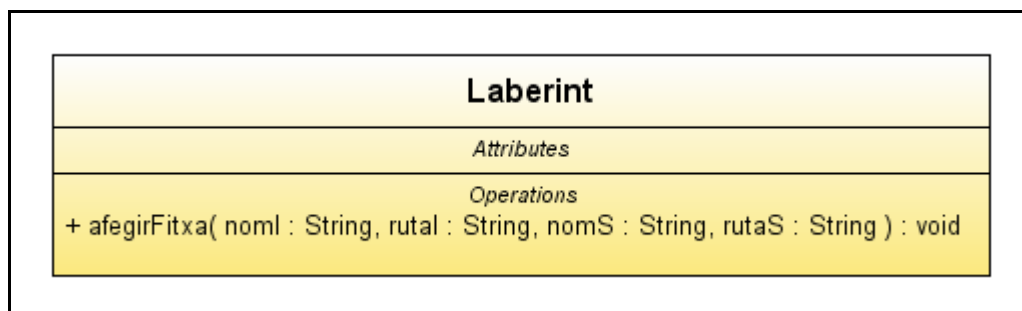 Laberint
Attributes
Operations
+ afegirFitxa( nomI : String, rutaI : String, nomS : String, rutaS : String ) : void